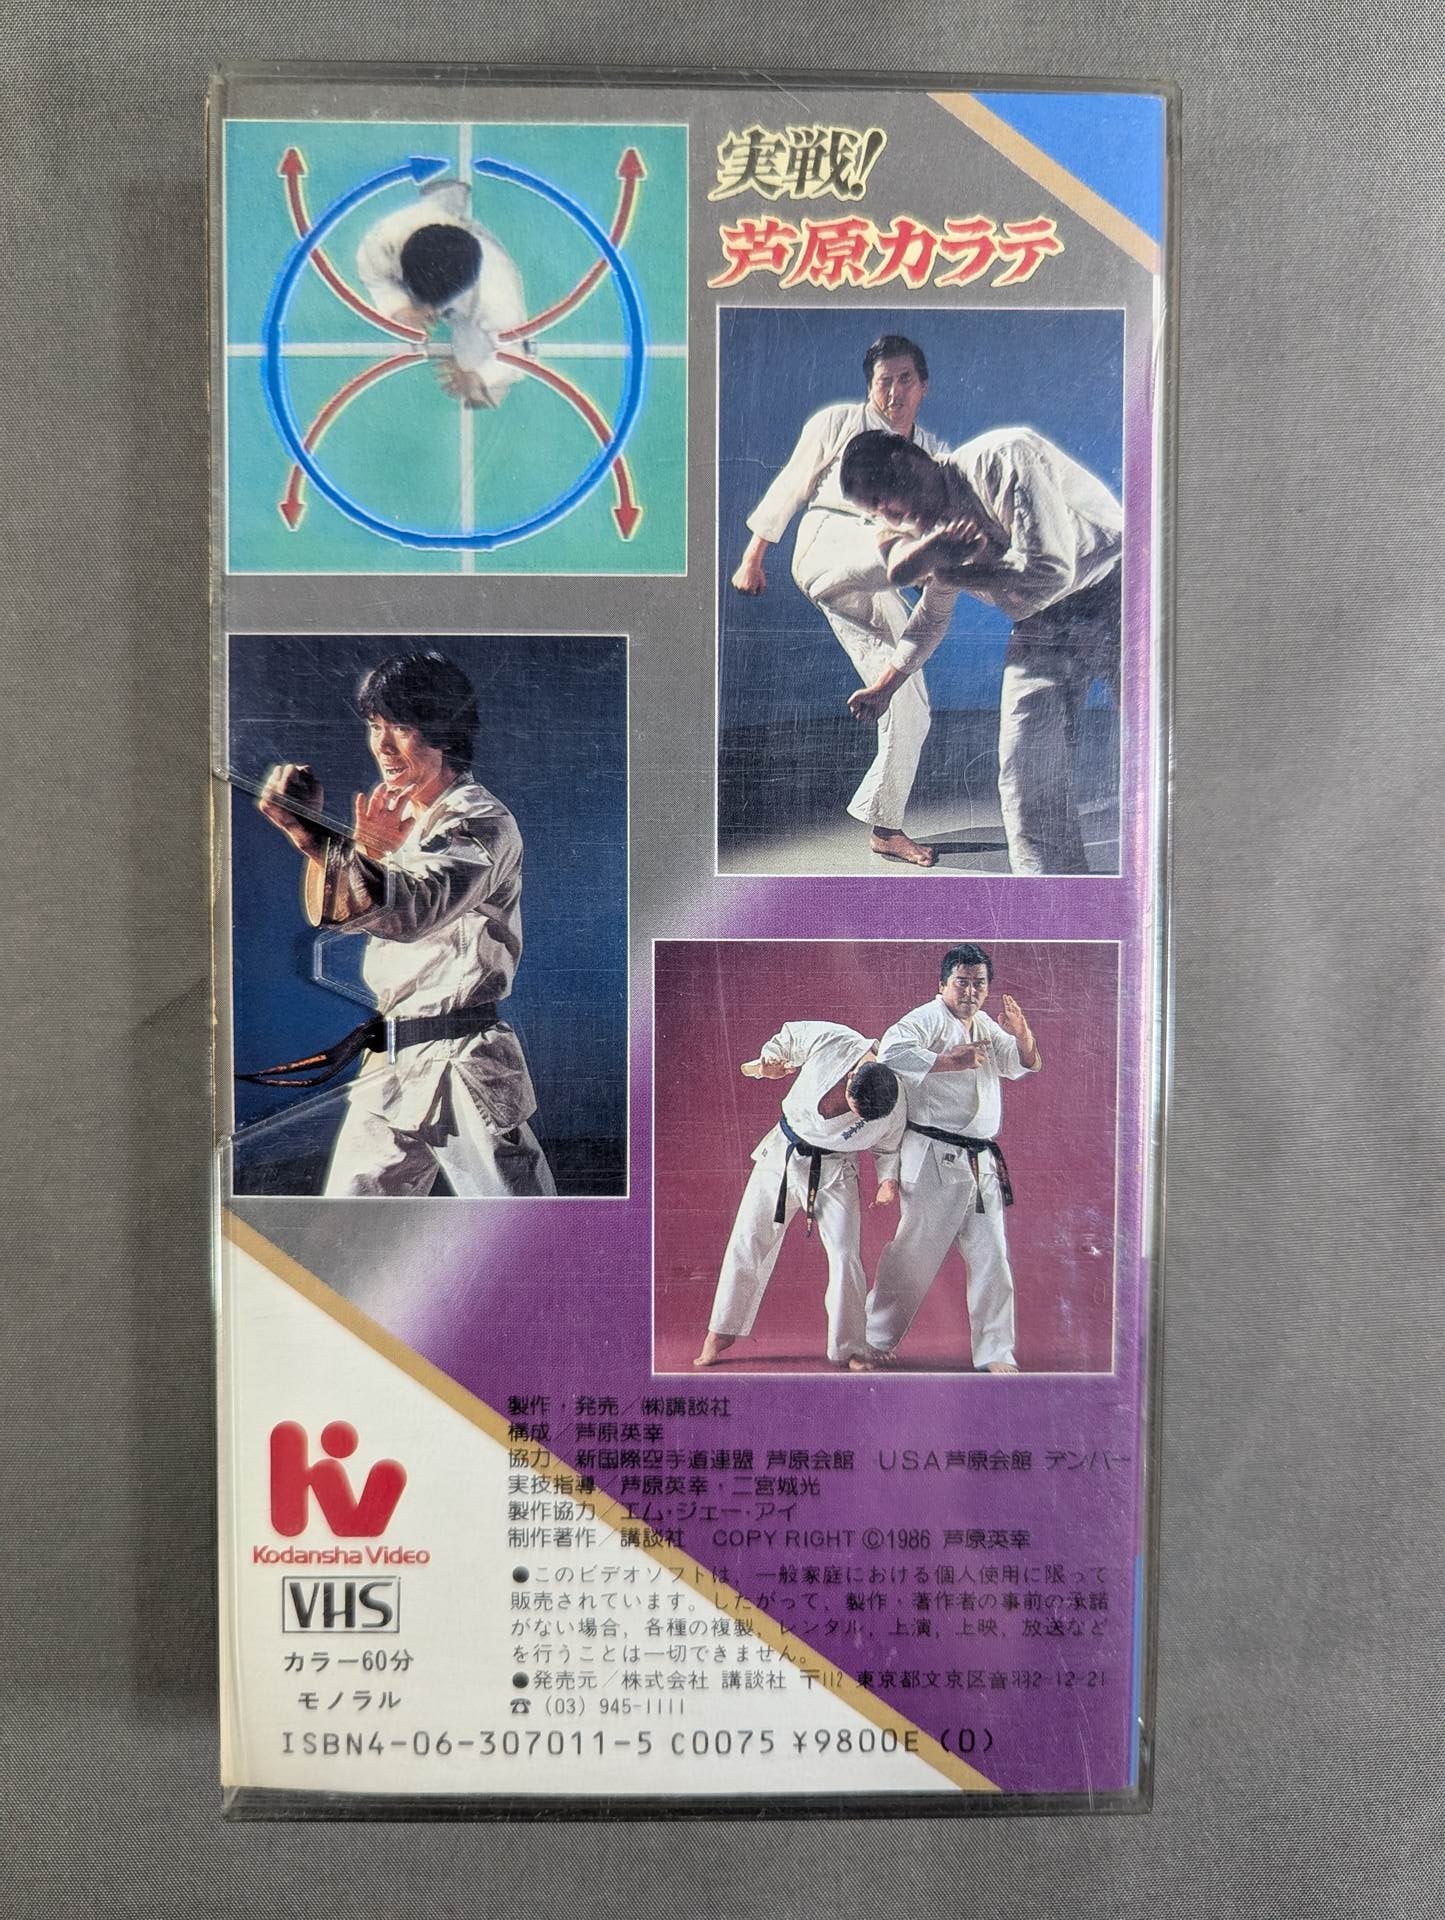 実戦!
芦原カラテ
製作・発売／㈱講談社
構成／芦原英幸
協力／新国際空手道連盟 芦原会館　USA芦原会館 デンバー
実技指導／芦原英幸・二宮城光
製作協力／エム・ジェー・アイ
制作著作／講談社　COPY RIGHT ©1986 芦原英幸
●このビデオソフトは，一般家庭における個人使用に限って
販売されています。したがって，製作・著作者の事前の承諾
がない場合，各種の複製，レンタル，上演，上映，放送など
を行うことは一切できません。
●発売元／株式会社 講談社 〒112 東京都文京区音羽2-12-21
☎ (03) 945-1111
Kodansha Video
VHS
カラー60分
モノラル
ISBN4-06-307011-5 C0075 ¥9800E (0)